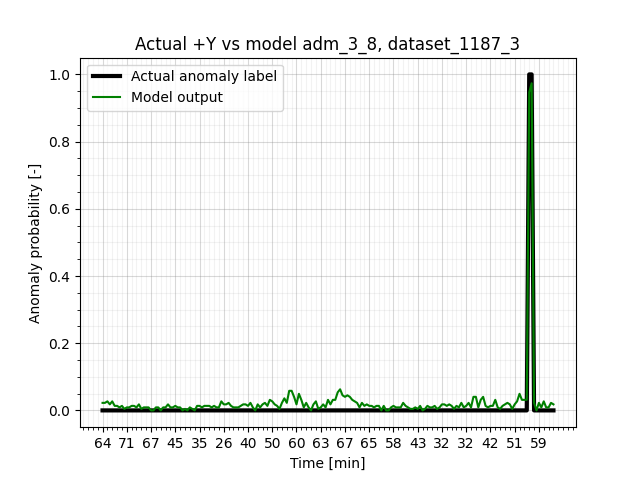 Actual +Y vs model adm_3_8, dataset_1187_3
Actual anomaly label
Model output
Anomaly probability [-]
1.0
0.8
0.6
0.4
0.2
0.0
64 71 67 45 35 26 40 50 60 63 67 65 58 43 32 32 42 51 59
Time [min]